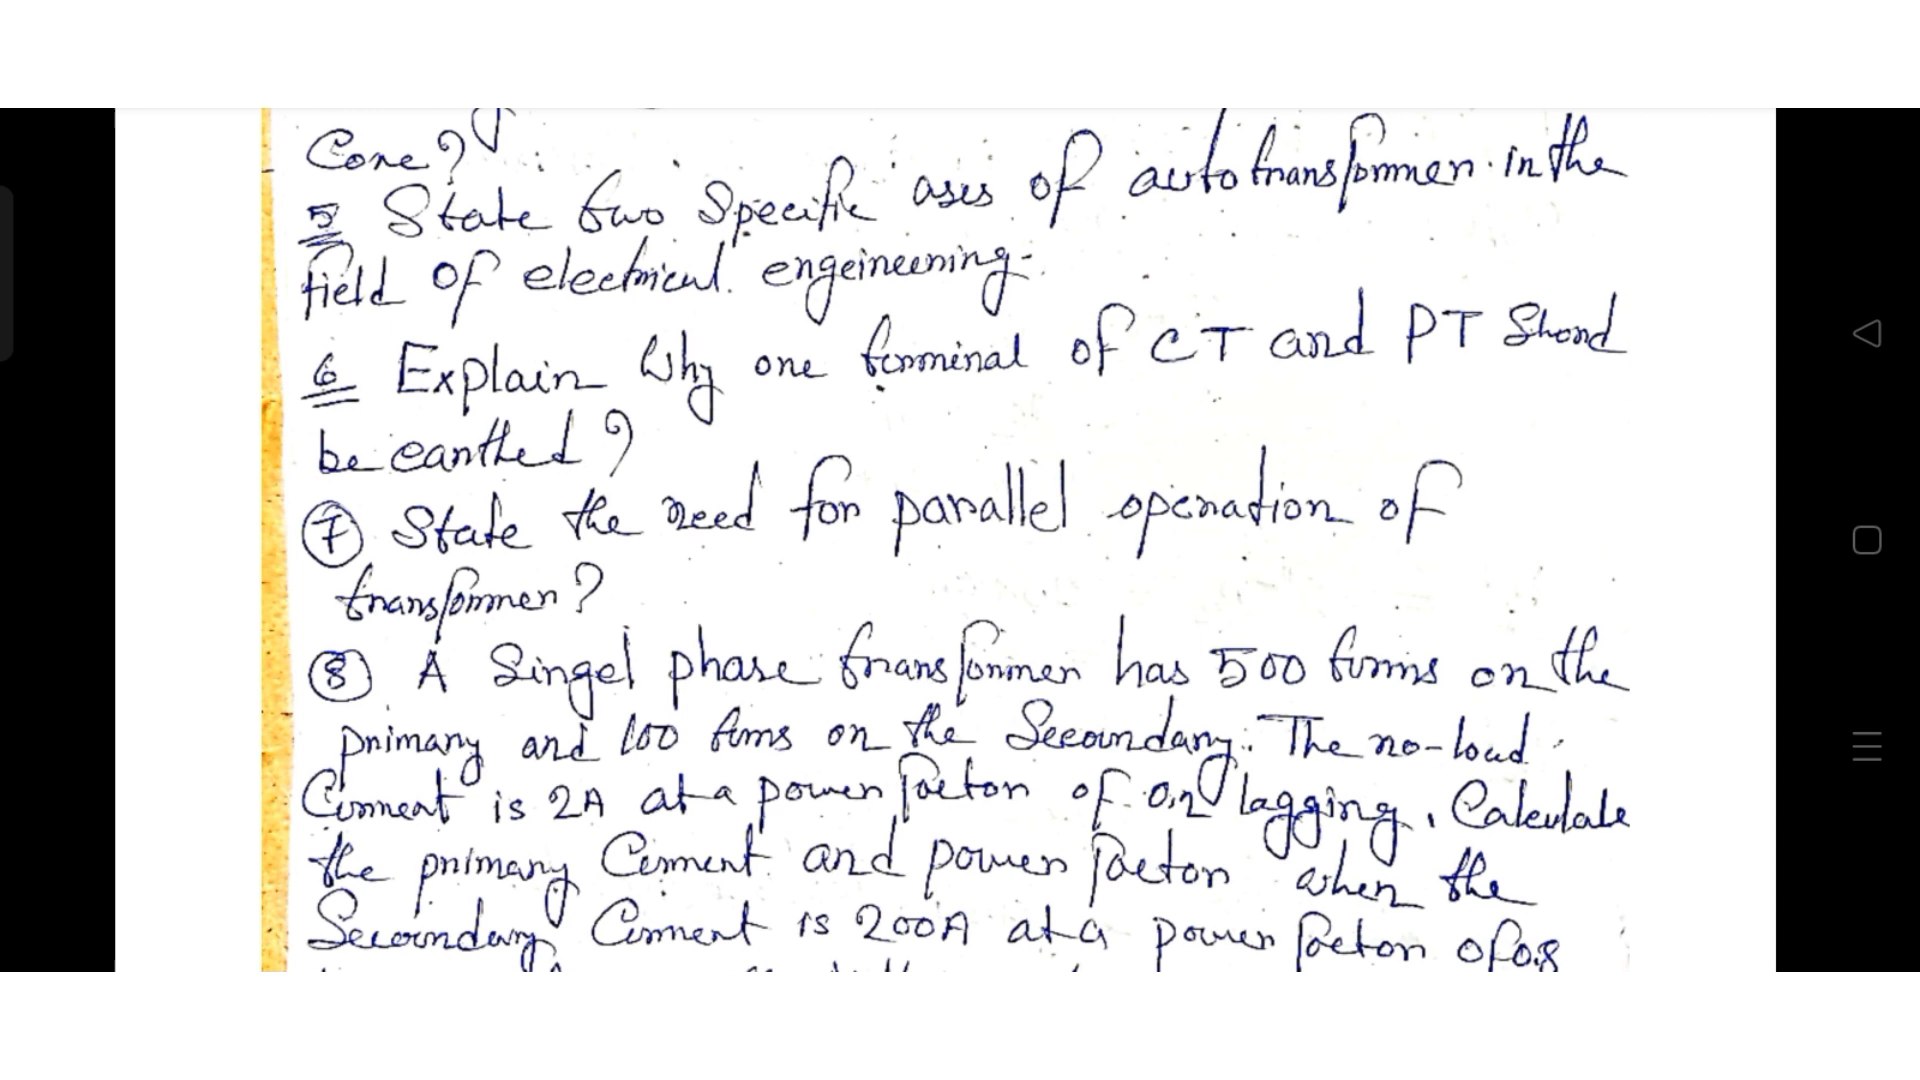 Core?
5 State two Specific uses of autotransformer in the
field of electrical engeineering.
6 Explain Why one terminal of CT and PT Shoud
be earthed?
7 State the need for parallel operation of
transformer?
8 A Singel phase transformer has 500 turns on the
primary and 100 turns on the Secoundary. The no-load
Current is 2A at a power factor of 0.2 lagging. Calculate
the primary Current and power factor when the
Secoundary Current is 200A at a power factor of 0.8